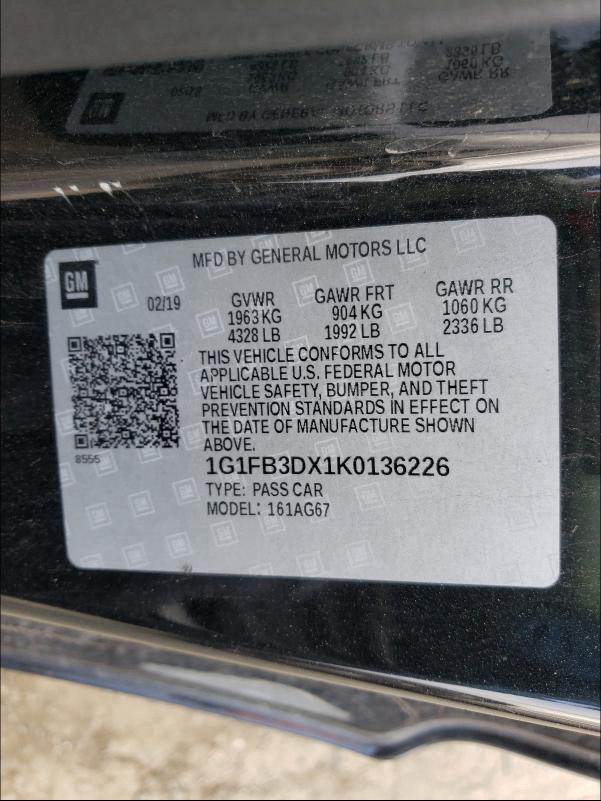 MFD BY GENERAL MOTORS LLC
GM
02/19
GVWR GAWR FRT GAWR RR
1963 KG 904 KG 1060 KG
4328 LB 1992 LB 2336 LB
THIS VEHICLE CONFORMS TO ALL
APPLICABLE U.S. FEDERAL MOTOR
VEHICLE SAFETY, BUMPER, AND THEFT
PREVENTION STANDARDS IN EFFECT ON
THE DATE OF MANUFACTURE SHOWN
ABOVE.
8555
1G1FB3DX1K0136226
TYPE: PASS CAR
MODEL: 161AG67